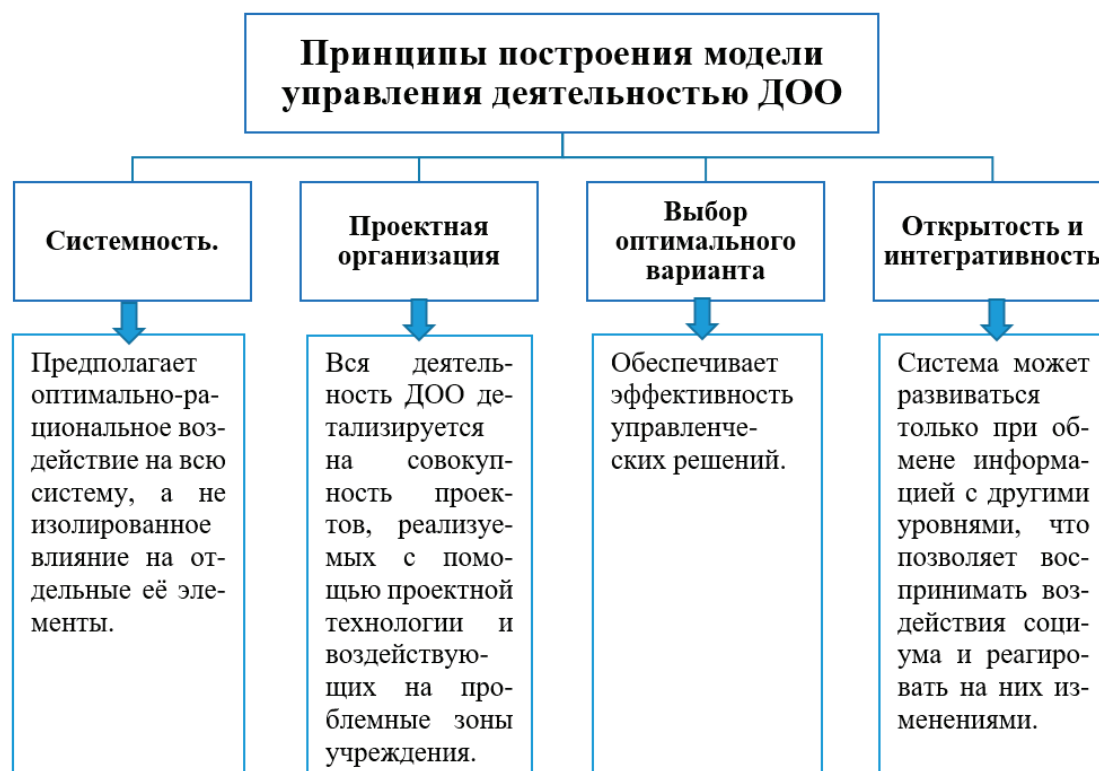 Принципы построения модели
управления деятельностью ДОО
Системность.
Проектная
организация
Выбор
оптимального
варианта
Открытость и
интегративность
Предполагает
оптимально-ра-
циональное воз-
действие на всю
систему, а не
изолированное
влияние на от-
дельные её эле-
менты.
Вся деятель-
ность ДОО де-
тализируется
на совокуп-
ность проек-
тов, реализуе-
мых с помо-
щью проектной
технологии и
воздействую-
щих на про-
блемные зоны
учреждения.
Обеспечивает
эффективность
управленче-
ских решений.
Система может
развиваться
только при об-
мене информа-
цией с другими
уровнями, что
позволяет вос-
принимать воз-
действия соци-
ума и реагиро-
вать на них из-
менениями.